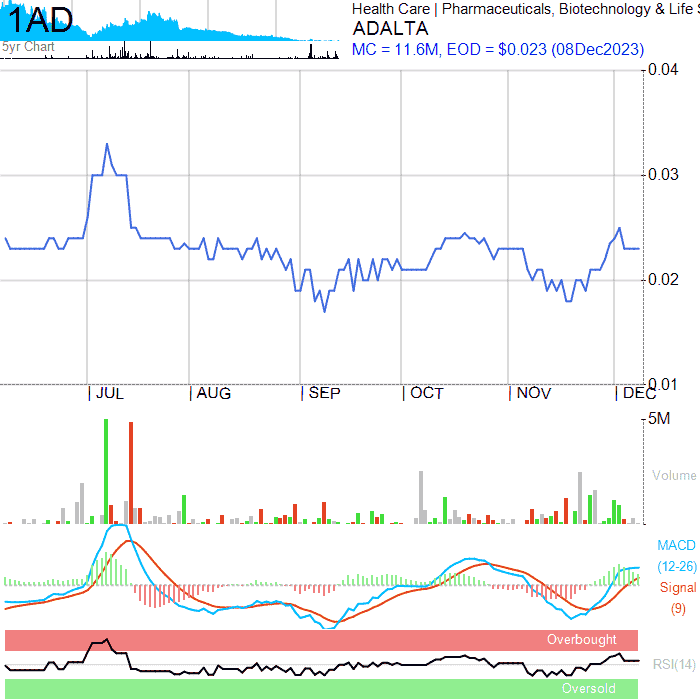 1AD
Health Care | Pharmaceuticals, Biotechnology & Life
ADALTA
5yr Chart
MC = 11.6M, EOD = $0.023 (08Dec2023)
0.04
0.03
0.02
0.01
JUL AUG SEP OCT NOV DEC
5M
Volume
MACD
(12-26)
Signal
(9)
Overbought
RSI(14)
Oversold